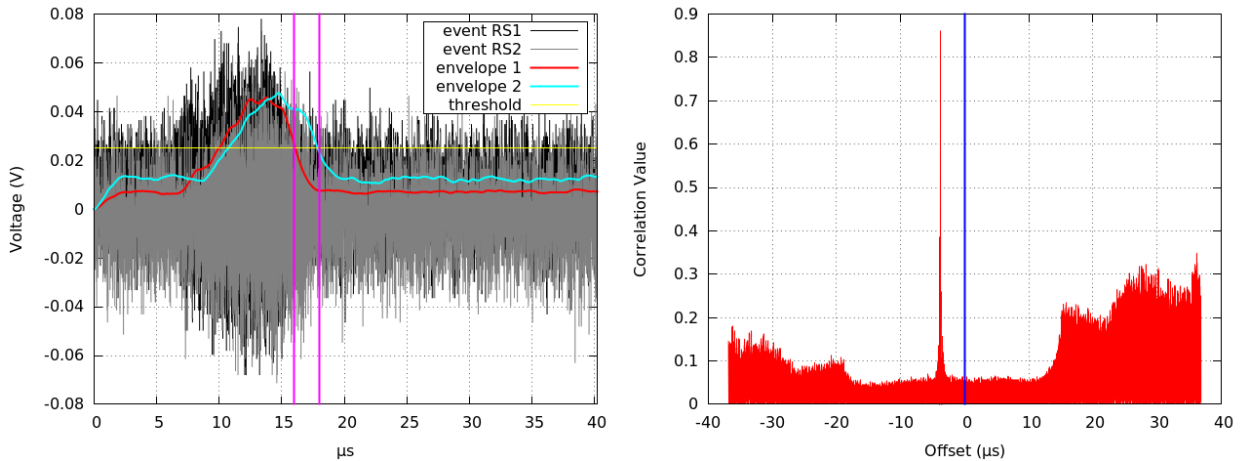 0.08
0.06
0.04
0.02
0
-0.02
-0.04
-0.06
-0.08
Voltage (V)
0 5 10 15 20 25 30 35 40
µs
event RS1
event RS2
envelope 1
envelope 2
threshold
0.9
0.8
0.7
0.6
0.5
0.4
0.3
0.2
0.1
0
Correlation Value
-40 -30 -20 -10 0 10 20 30 40
Offset (µs)